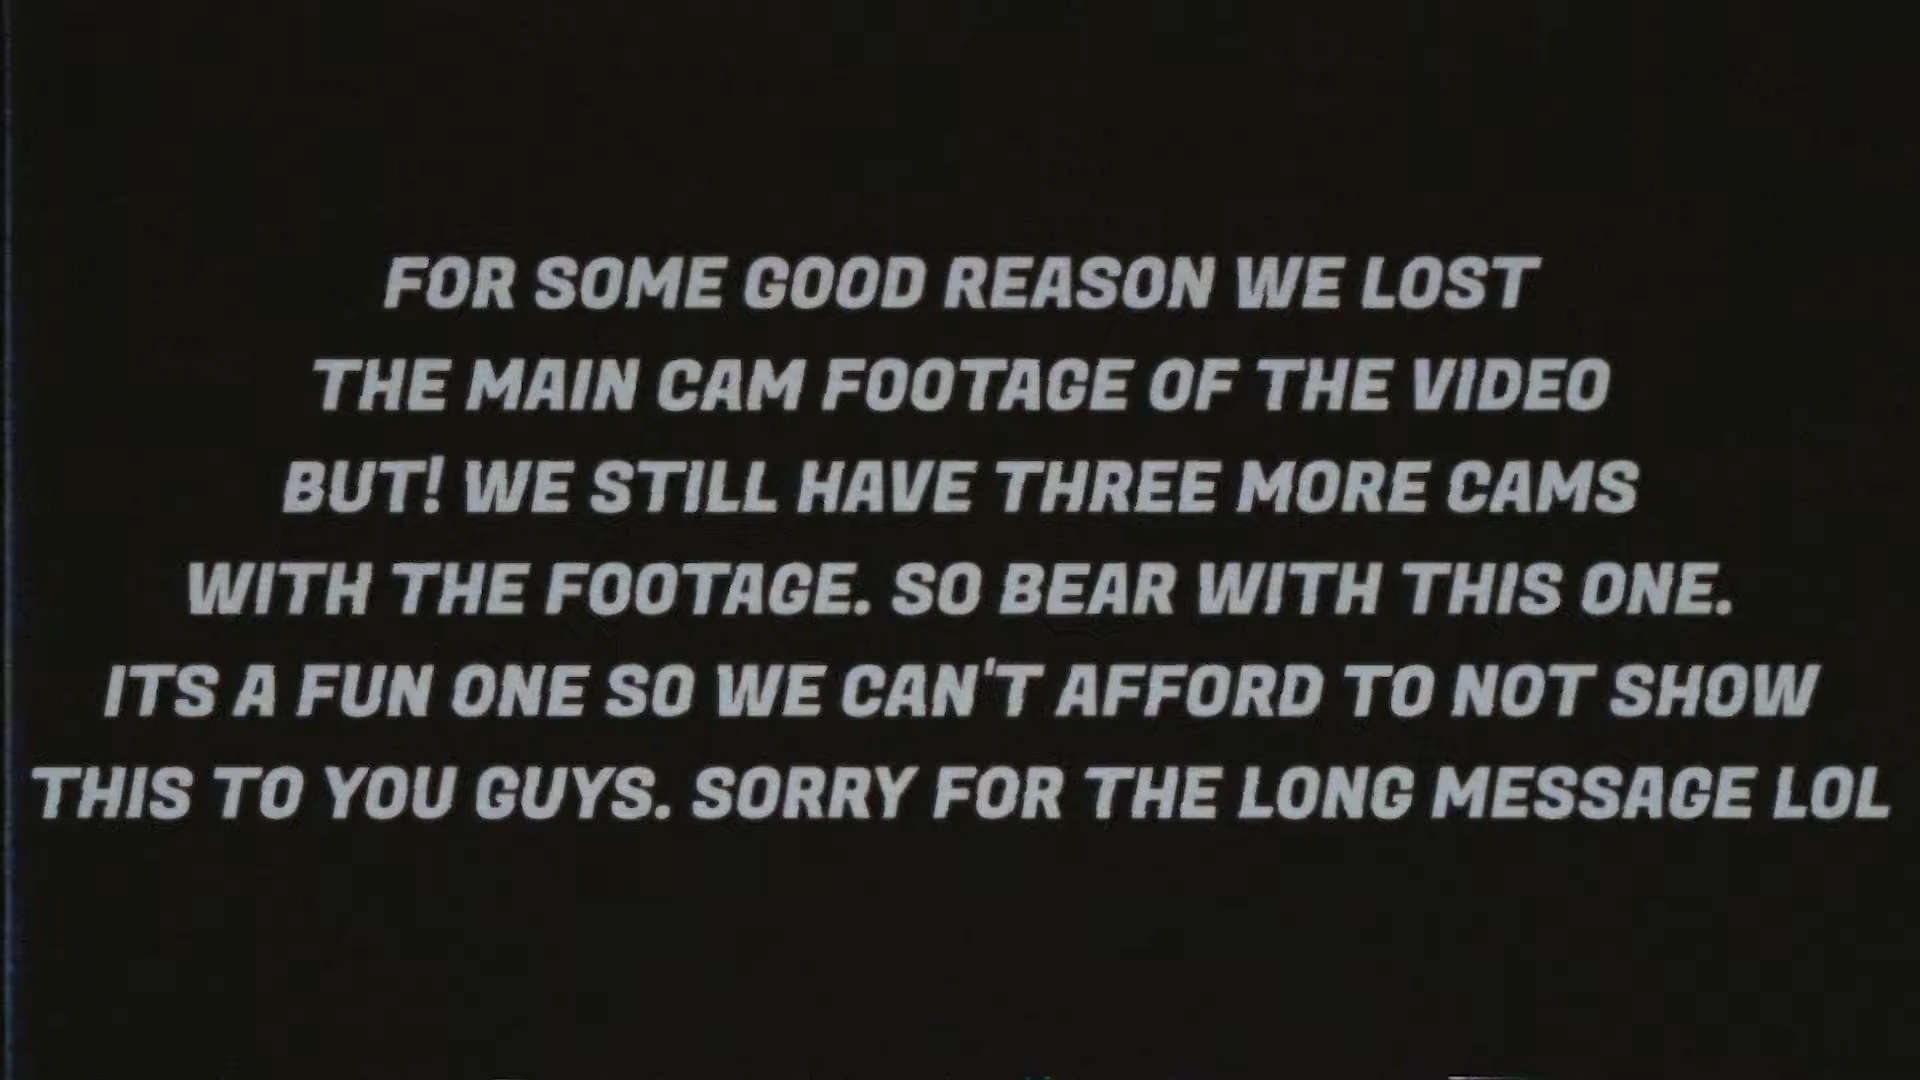 FOR SOME GOOD REASON WE LOST
THE MAIN CAM FOOTAGE OF THE VIDEO
BUT! WE STILL HAVE THREE MORE CAMS
WITH THE FOOTAGE. SO BEAR WITH THIS ONE.
ITS A FUN ONE SO WE CAN'T AFFORD TO NOT SHOW
THIS TO YOU GUYS. SORRY FOR THE LONG MESSAGE LOL